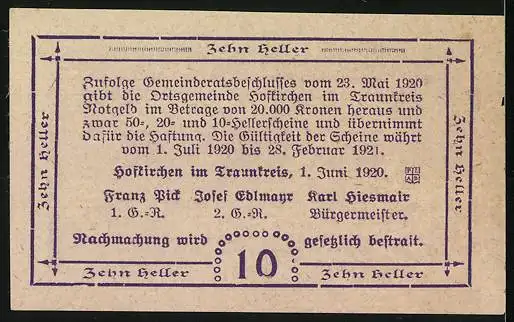 Zehn Heller
Zufolge Gemeinderatsbeschlusses vom 23. Mai 1920
gibt die Ortsgemeinde Hofkirchen im Traunkreis
Notgeld im Betrage von 20.000 Kronen heraus und
zwar 50=, 20= und 10=Hellerscheine und übernimmt
dafür die Haftung. Die Gültigkeit der Scheine währt
vom 1. Juli 1920 bis 28. Februar 1921.
Hofkirchen im Traunkreis, 1. Juni 1920.
Franz Pick Josef Edlmayr Karl Hiesmair
1. G.=R. 2. G.=R. Bürgermeister.
Nachmachung wird gesetzlich bestraft.
10
Zehn Heller Zehn Heller
Zehn Heller
Zehn Heller